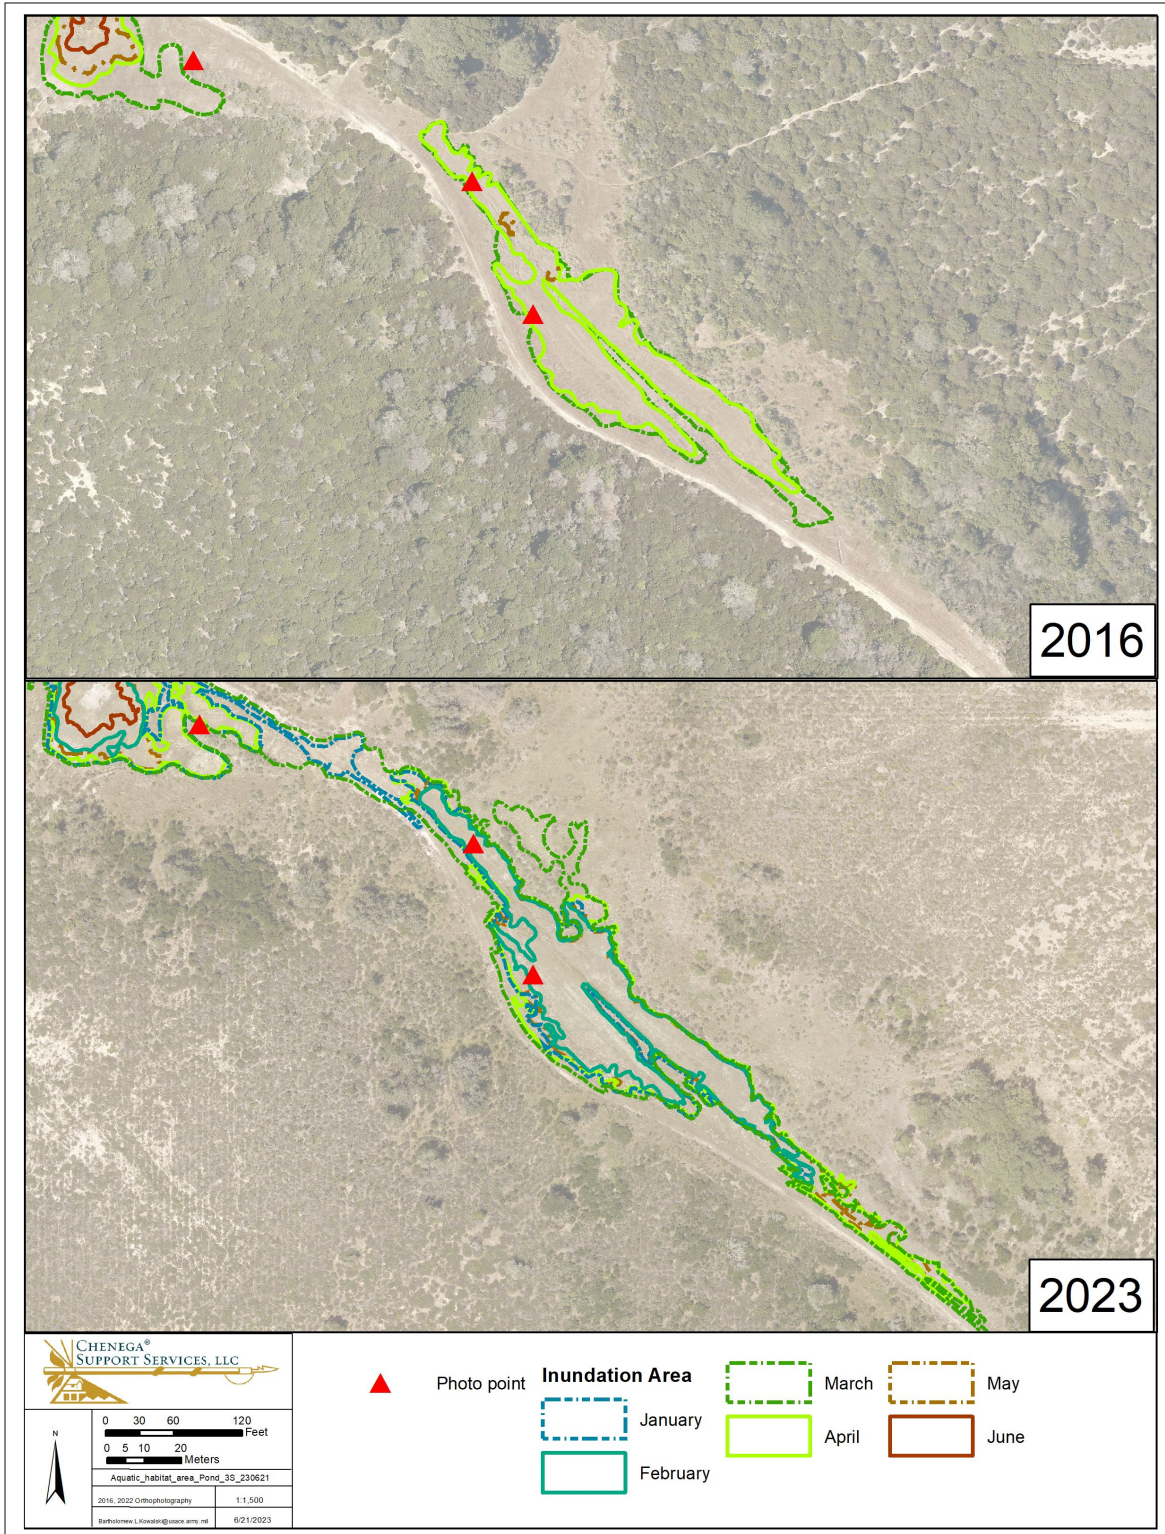 2016
2023
CHENEGA®
SUPPORT SERVICES, LLC
N
0 30 60 120
Feet
0 5 10 20
Meters
Aquatic_habitat_area_Pond_3S_230621
2016, 2022 Orthophotography
1:1,500
Bartholomew.L.Kowalski@usace.army.mil
6/21/2023
Photo point
Inundation Area
January
February
March
April
May
June